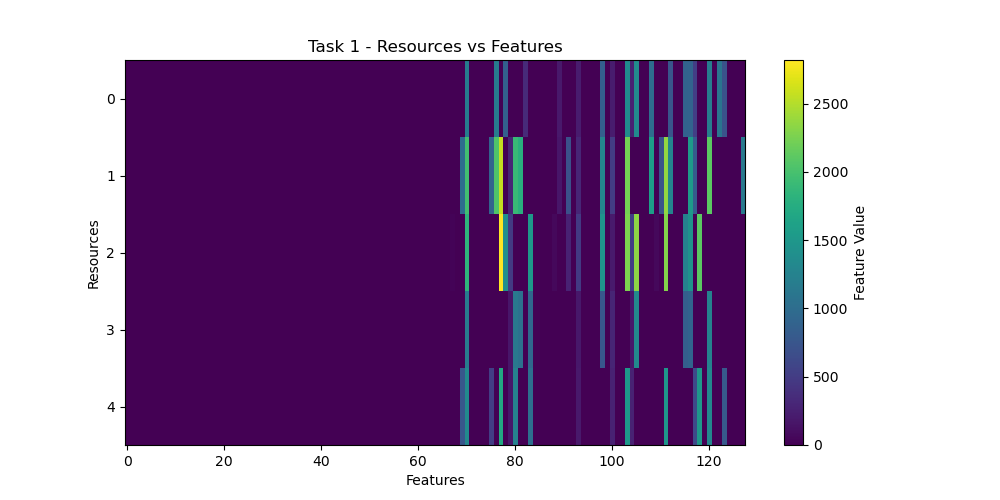 Task 1 - Resources vs Features
Resources
0
1
2
3
4
0 20 40 60 80 100 120
Features
2500
2000
1500
1000
500
0
Feature Value